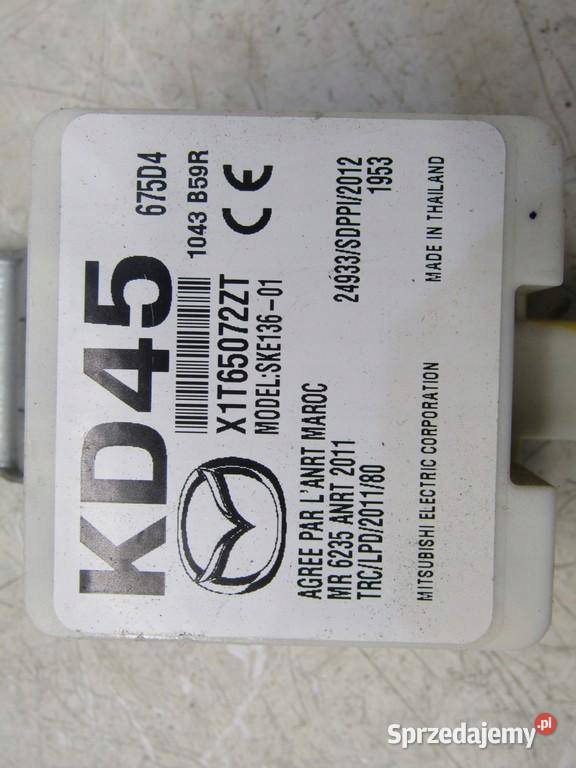 KD45 675D4
1043 B59R
X1T65072ZT
MODEL:SKE136-01
AGREE PAR L'ANRT MAROC
MR 6235 ANRT 2011
TRC/LPD/2011/80
24933/SDPPI/2012
1953
MITSUBISHI ELECTRIC CORPORATION
MADE IN THAILAND
Sprzedajemy.pl